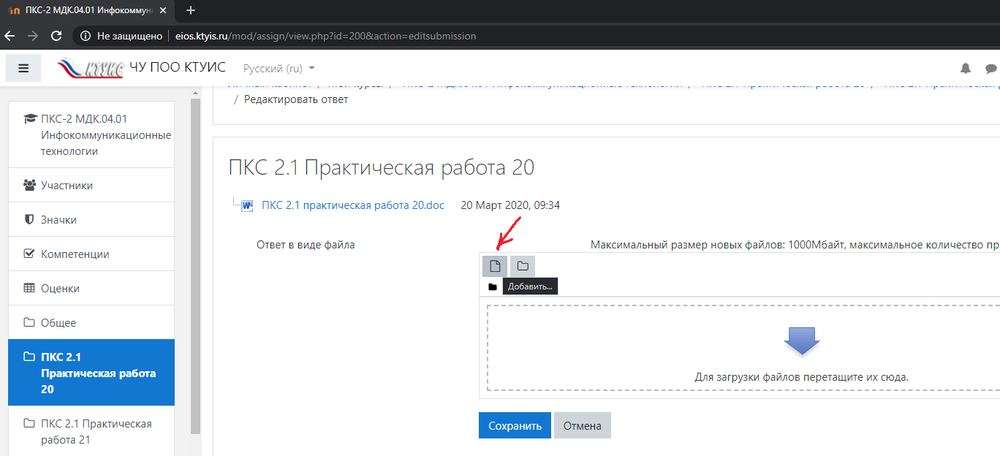 ПКС-2 МДК.04.01 Инфокоммун
Не защищено
eios.ktyis.ru/mod/assign/view.php?id=200&action=editsubmission
КТУИС
ЧУ ПОО КТУИС
Русский (ru)
/ Редактировать ответ
ПКС-2 МДК.04.01
Инфокоммуникационные
технологии
Участники
Значки
Компетенции
Оценки
Общее
ПКС 2.1
Практическая работа
20
ПКС 2.1 Практическая
работа 21
ПКС 2.1 Практическая работа 20
ПКС 2.1 практическая работа 20.doc
20 Март 2020, 09:34
Ответ в виде файла
Максимальный размер новых файлов: 1000Мбайт, максимальное количество пр
Добавить...
Для загрузки файлов перетащите их сюда.
Сохранить
Отмена